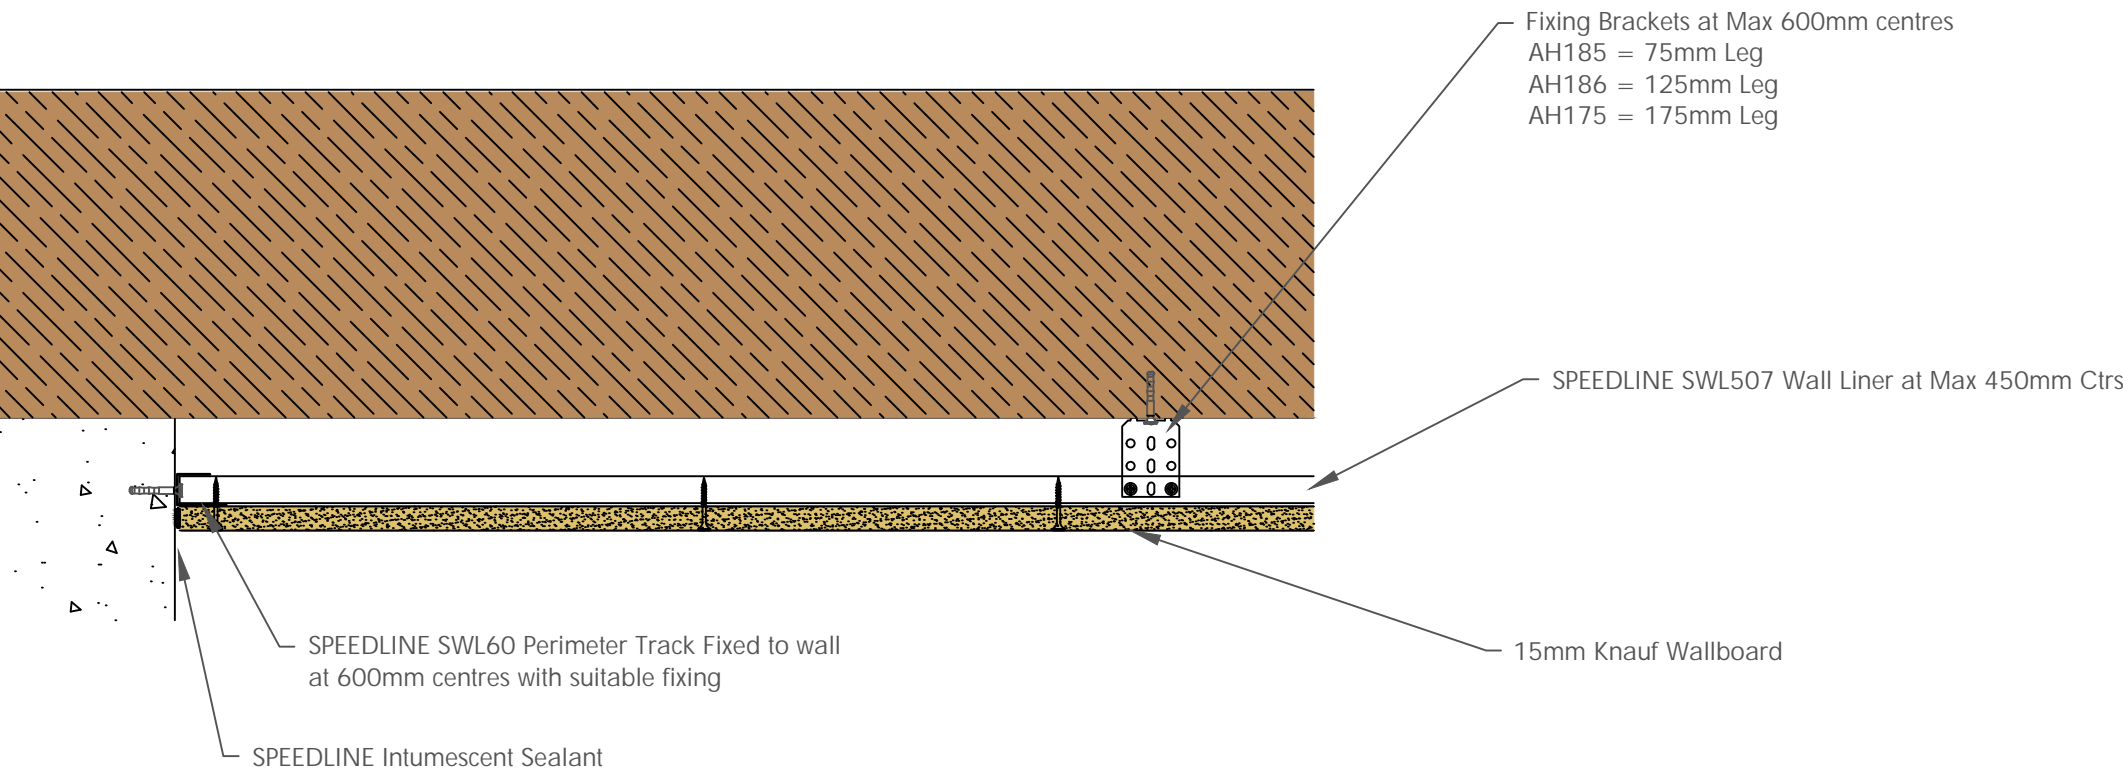 Fixing Brackets at Max 600mm centres
AH185 = 75mm Leg
AH186 = 125mm Leg
AH175 = 175mm Leg
SPEEDLINE SWL507 Wall Liner at Max 450mm Ctrs
SPEEDLINE SWL60 Perimeter Track Fixed to wall
at 600mm centres with suitable fixing
15mm Knauf Wallboard
SPEEDLINE Intumescent Sealant